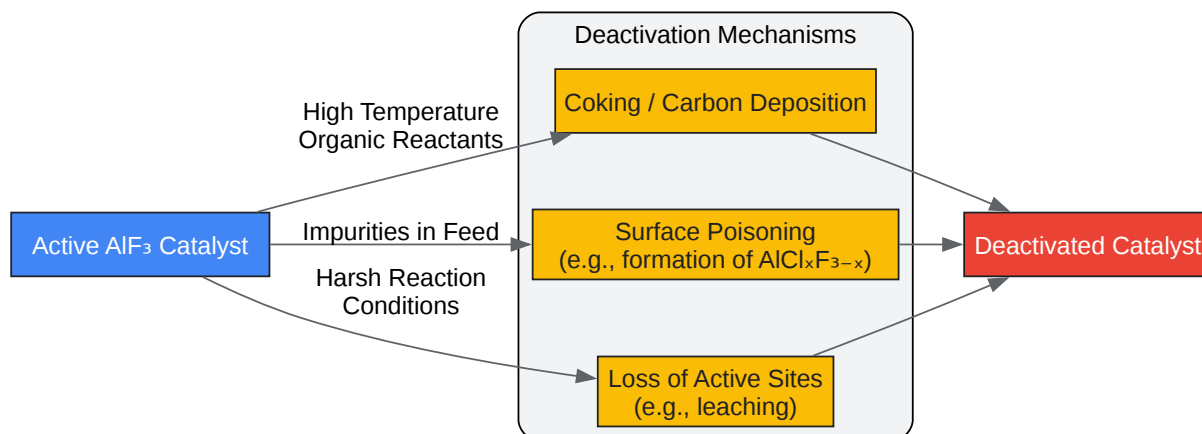 Deactivation Mechanisms
High Temperature
Organic Reactants
Coking / Carbon Deposition
Active AlF₃ Catalyst
Impurities in Feed
Surface Poisoning
(e.g., formation of AlClₓF₃₋ₓ)
Deactivated Catalyst
Harsh Reaction
Conditions
Loss of Active Sites
(e.g., leaching)